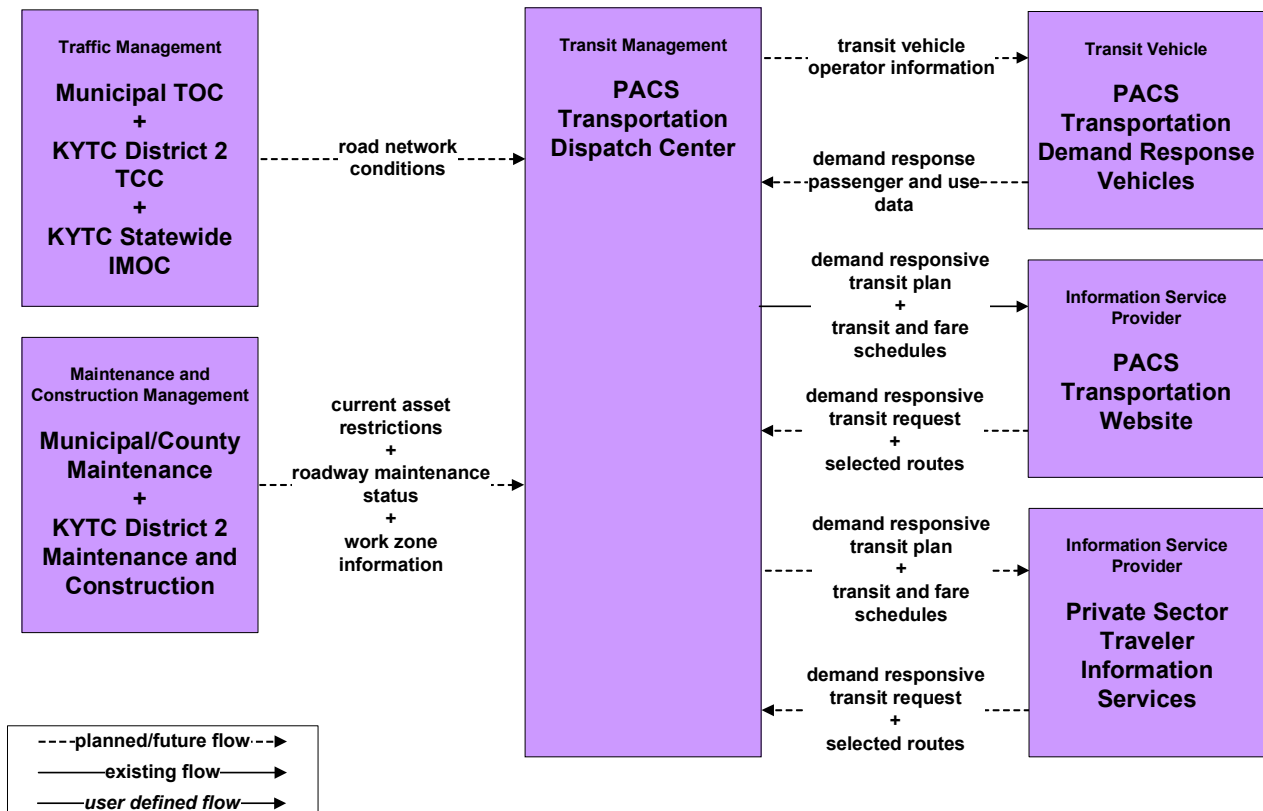 Traffic Management
Municipal TOC
+
KYTC District 2
TCC
+
KYTC Statewide
IMOC
road network
conditions
Maintenance and
Construction Management
Municipal/County
Maintenance
+
KYTC District 2
Maintenance and
Construction
current asset
restrictions
+
roadway maintenance
status
+
work zone
information
Transit Management
PACS
Transportation
Dispatch Center
transit vehicle
operator information
demand response
passenger and use
data
Transit Vehicle
PACS
Transportation
Demand Response
Vehicles
demand responsive
transit plan
+
transit and fare
schedules
demand responsive
transit request
+
selected routes
Information Service
Provider
PACS
Transportation
Website
demand responsive
transit plan
+
transit and fare
schedules
demand responsive
transit request
+
selected routes
Information Service
Provider
Private Sector
Traveler
Information
Services
planned/future flow
existing flow
user defined flow